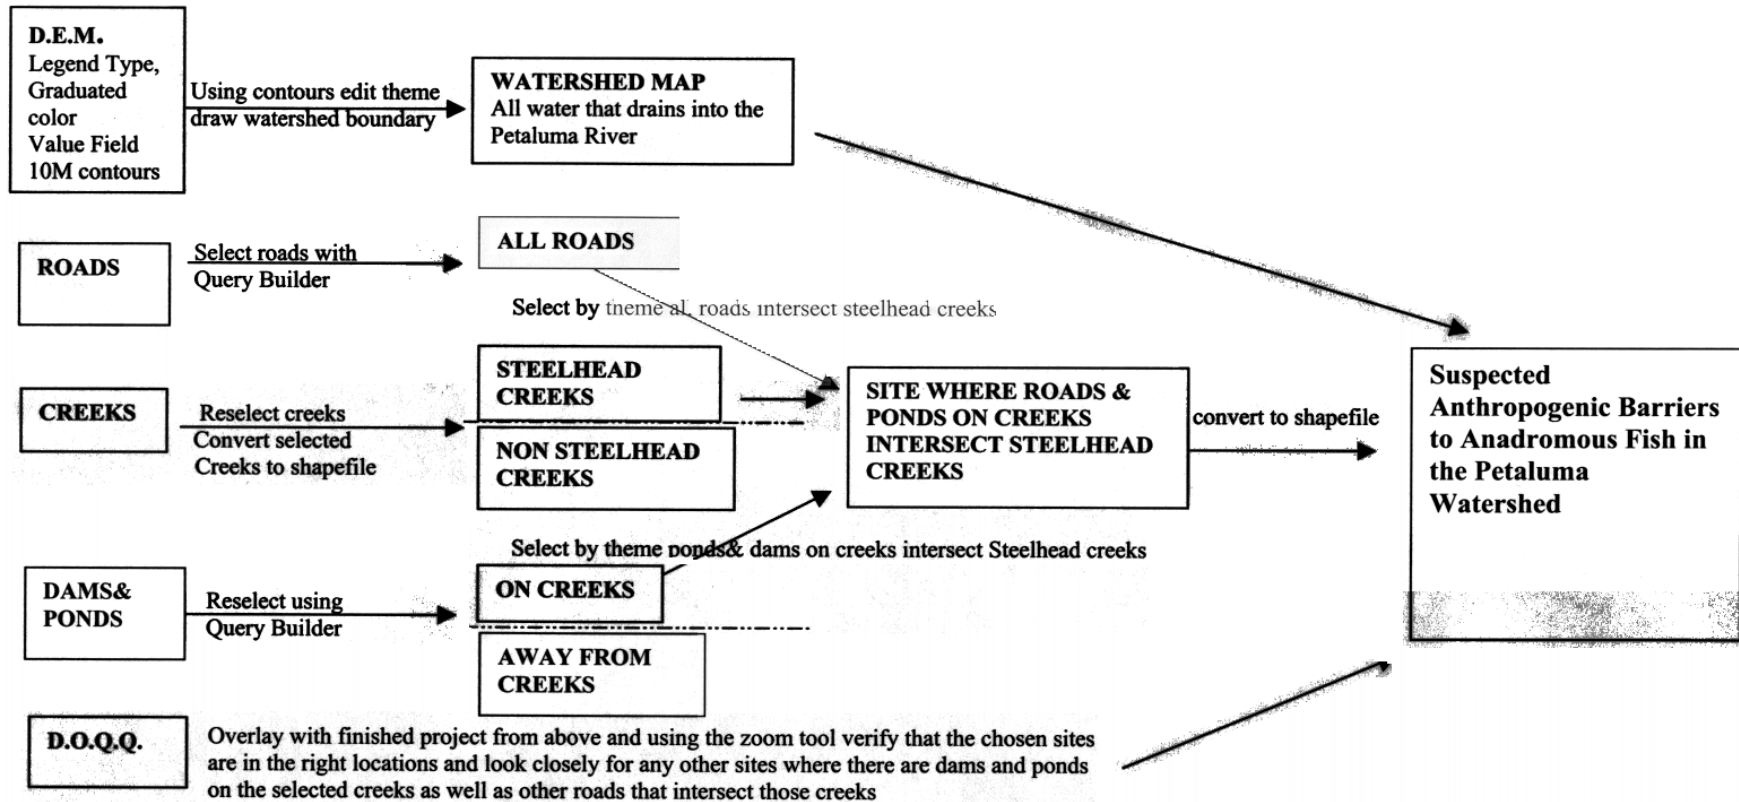 D.E.M.
Legend Type,
Graduated
color
Value Field
10M contours
Using contours edit theme
draw watershed boundary
WATERSHED MAP
All water that drains into the
Petaluma River
ROADS
Select roads with
Query Builder
ALL ROADS
Select by theme al. roads intersect steelhead creeks
CREEKS
Reselect creeks
Convert selected
Creeks to shapefile
STEELHEAD
CREEKS
NON STEELHEAD
CREEKS
SITE WHERE ROADS &
PONDS ON CREEKS
INTERSECT STEELHEAD
CREEKS
convert to shapefile
Suspected
Anthropogenic Barriers
to Anadromous Fish in
the Petaluma
Watershed
Select by theme ponds& dams on creeks intersect Steelhead creeks
DAMS&
PONDS
Reselect using
Query Builder
ON CREEKS
AWAY FROM
CREEKS
D.O.Q.Q.
Overlay with finished project from above and using the zoom tool verify that the chosen sites
are in the right locations and look closely for any other sites where there are dams and ponds
on the selected creeks as well as other roads that intersect those creeks